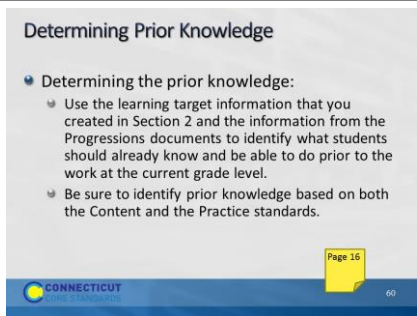 Determining Prior Knowledge
Determining the prior knowledge:
Use the learning target information that you
created in Section 2 and the information from the
Progressions documents to identify what students
should already know and be able to do prior to the
work at the current grade level.
Be sure to identify prior knowledge based on both
the Content and the Practice standards.
Page 16
CONNECTICUT
CORE STANDARDS
60